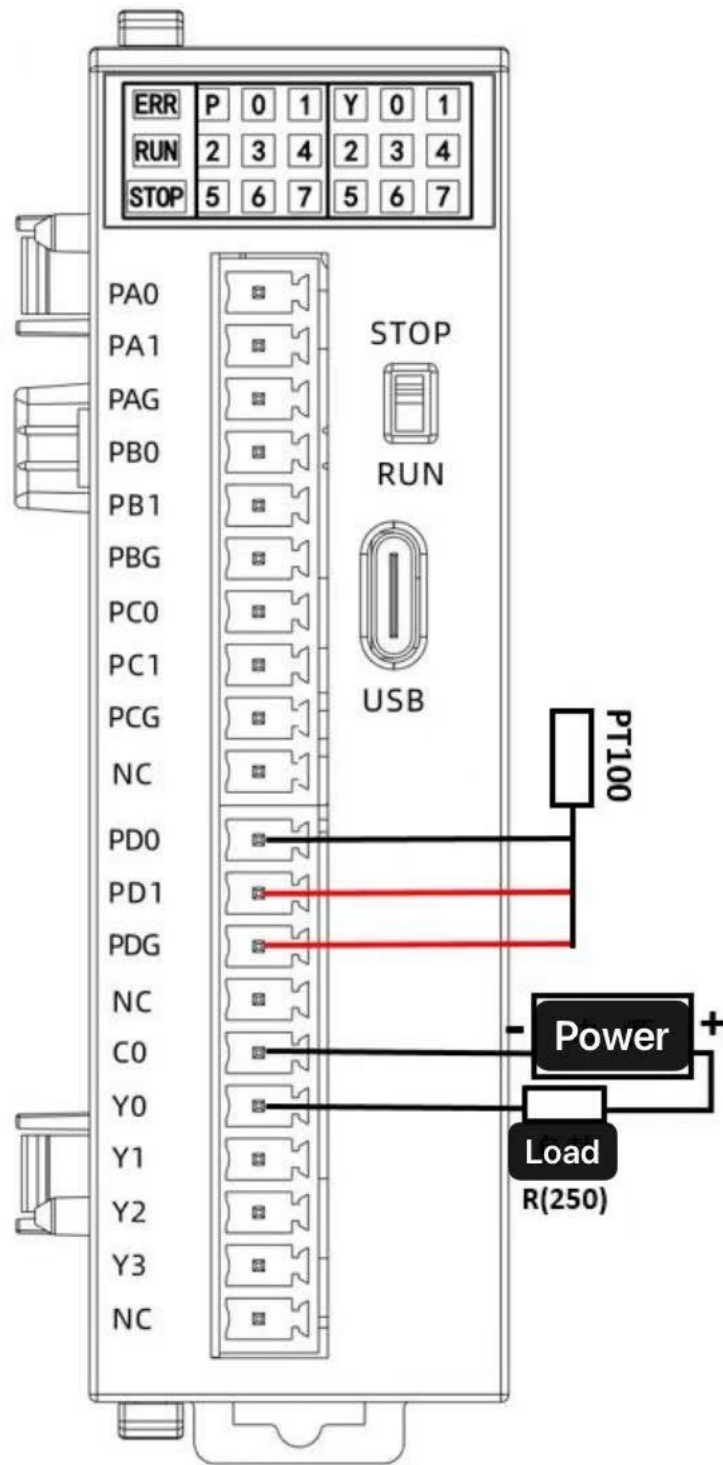 ERR P 0 1 Y 0 1
RUN 2 3 4 2 3 4
STOP 5 6 7 5 6 7
PA0
PA1
PAG
PB0
PB1
PBG
PC0
PC1
PCG
NC
PD0
PD1
PDG
NC
C0
Y0
Y1
Y2
Y3
NC
STOP
RUN
USB
PT100
- Power +
Load
R(250)